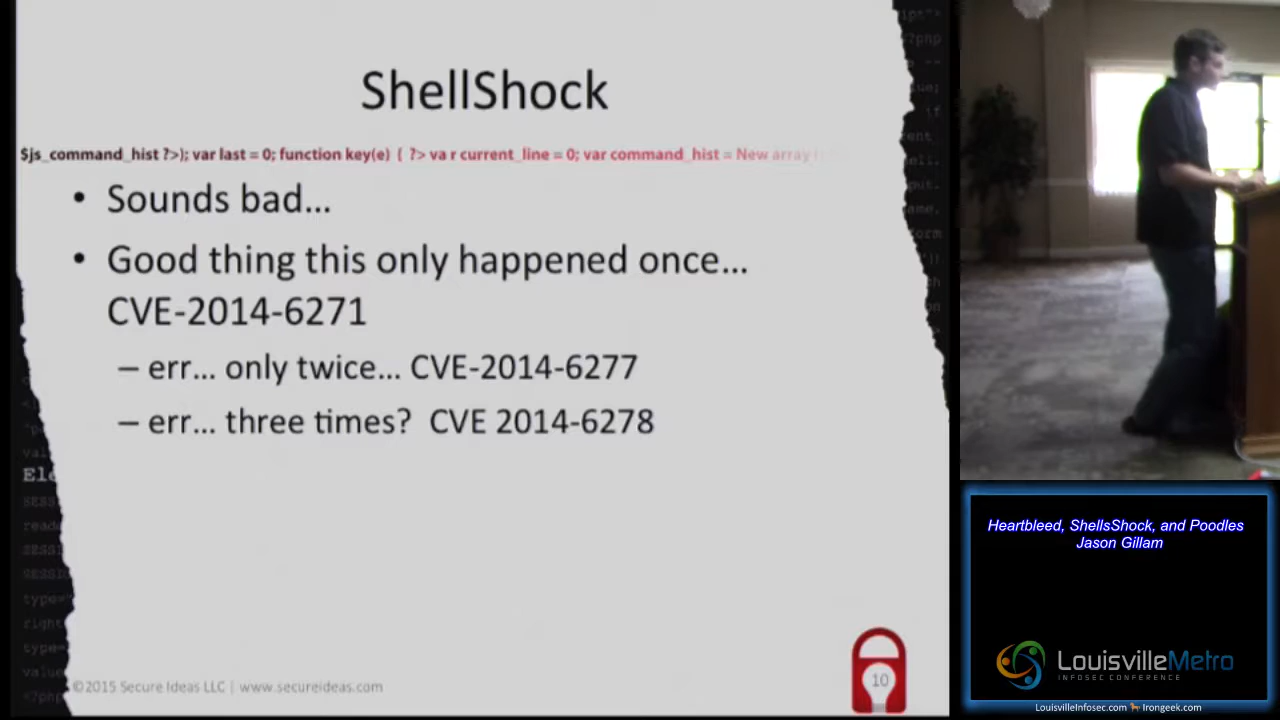 ShellShock
$js_command_hist ?>); var last = 0; function key(e) { ?> va r current_line = 0; var command_hist = New array
• Sounds bad...
• Good thing this only happened once...
CVE-2014-6271
– err... only twice... CVE-2014-6277
– err... three times? CVE 2014-6278
©2015 Secure Ideas LLC | www.secureideas.com
10
Heartbleed, ShellsShock, and Poodles
Jason Gillam
LouisvilleMetro
INFOSEC CONFERENCE
LouisvilleInfosec.com Irongeek.com